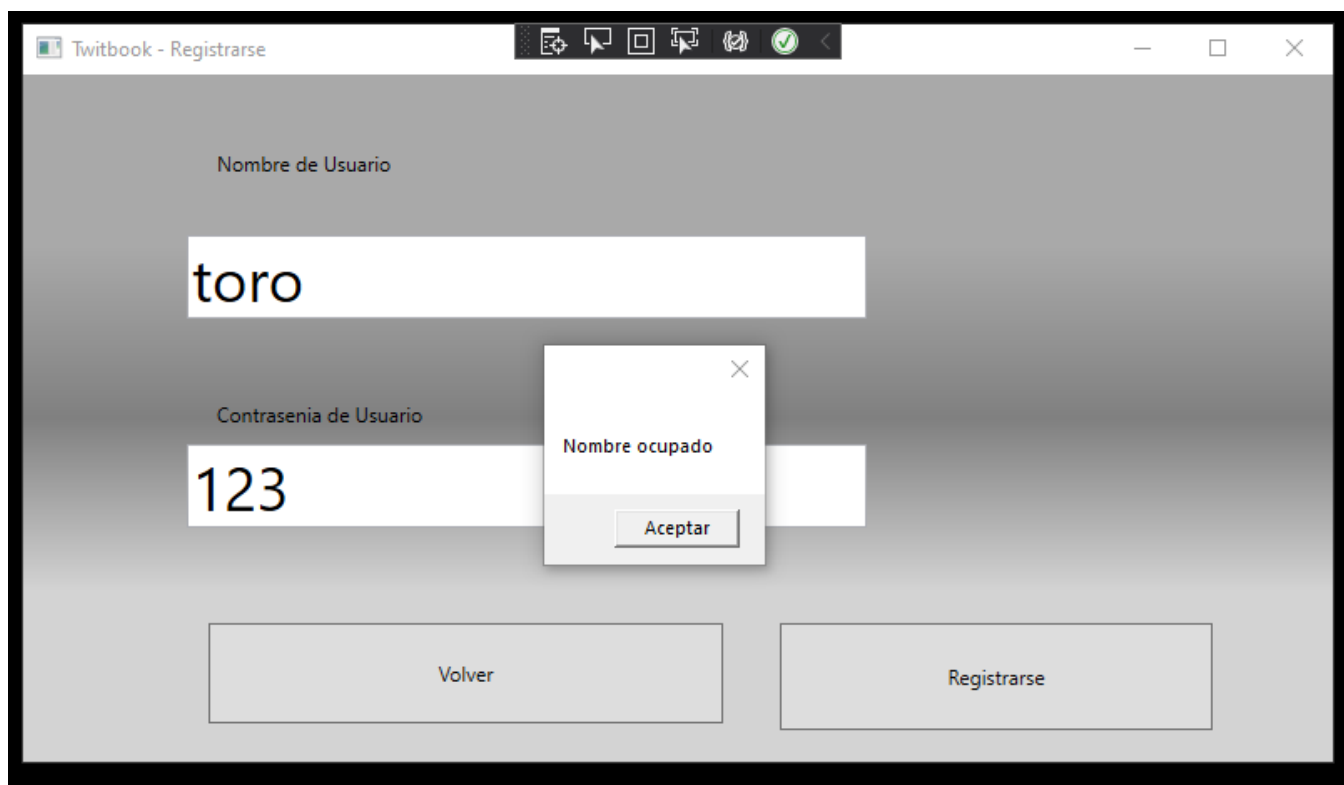 Twitbook - Registrarse
Nombre de Usuario
toro
Contrasenia de Usuario
123
Nombre ocupado
Aceptar
Volver
Registrarse